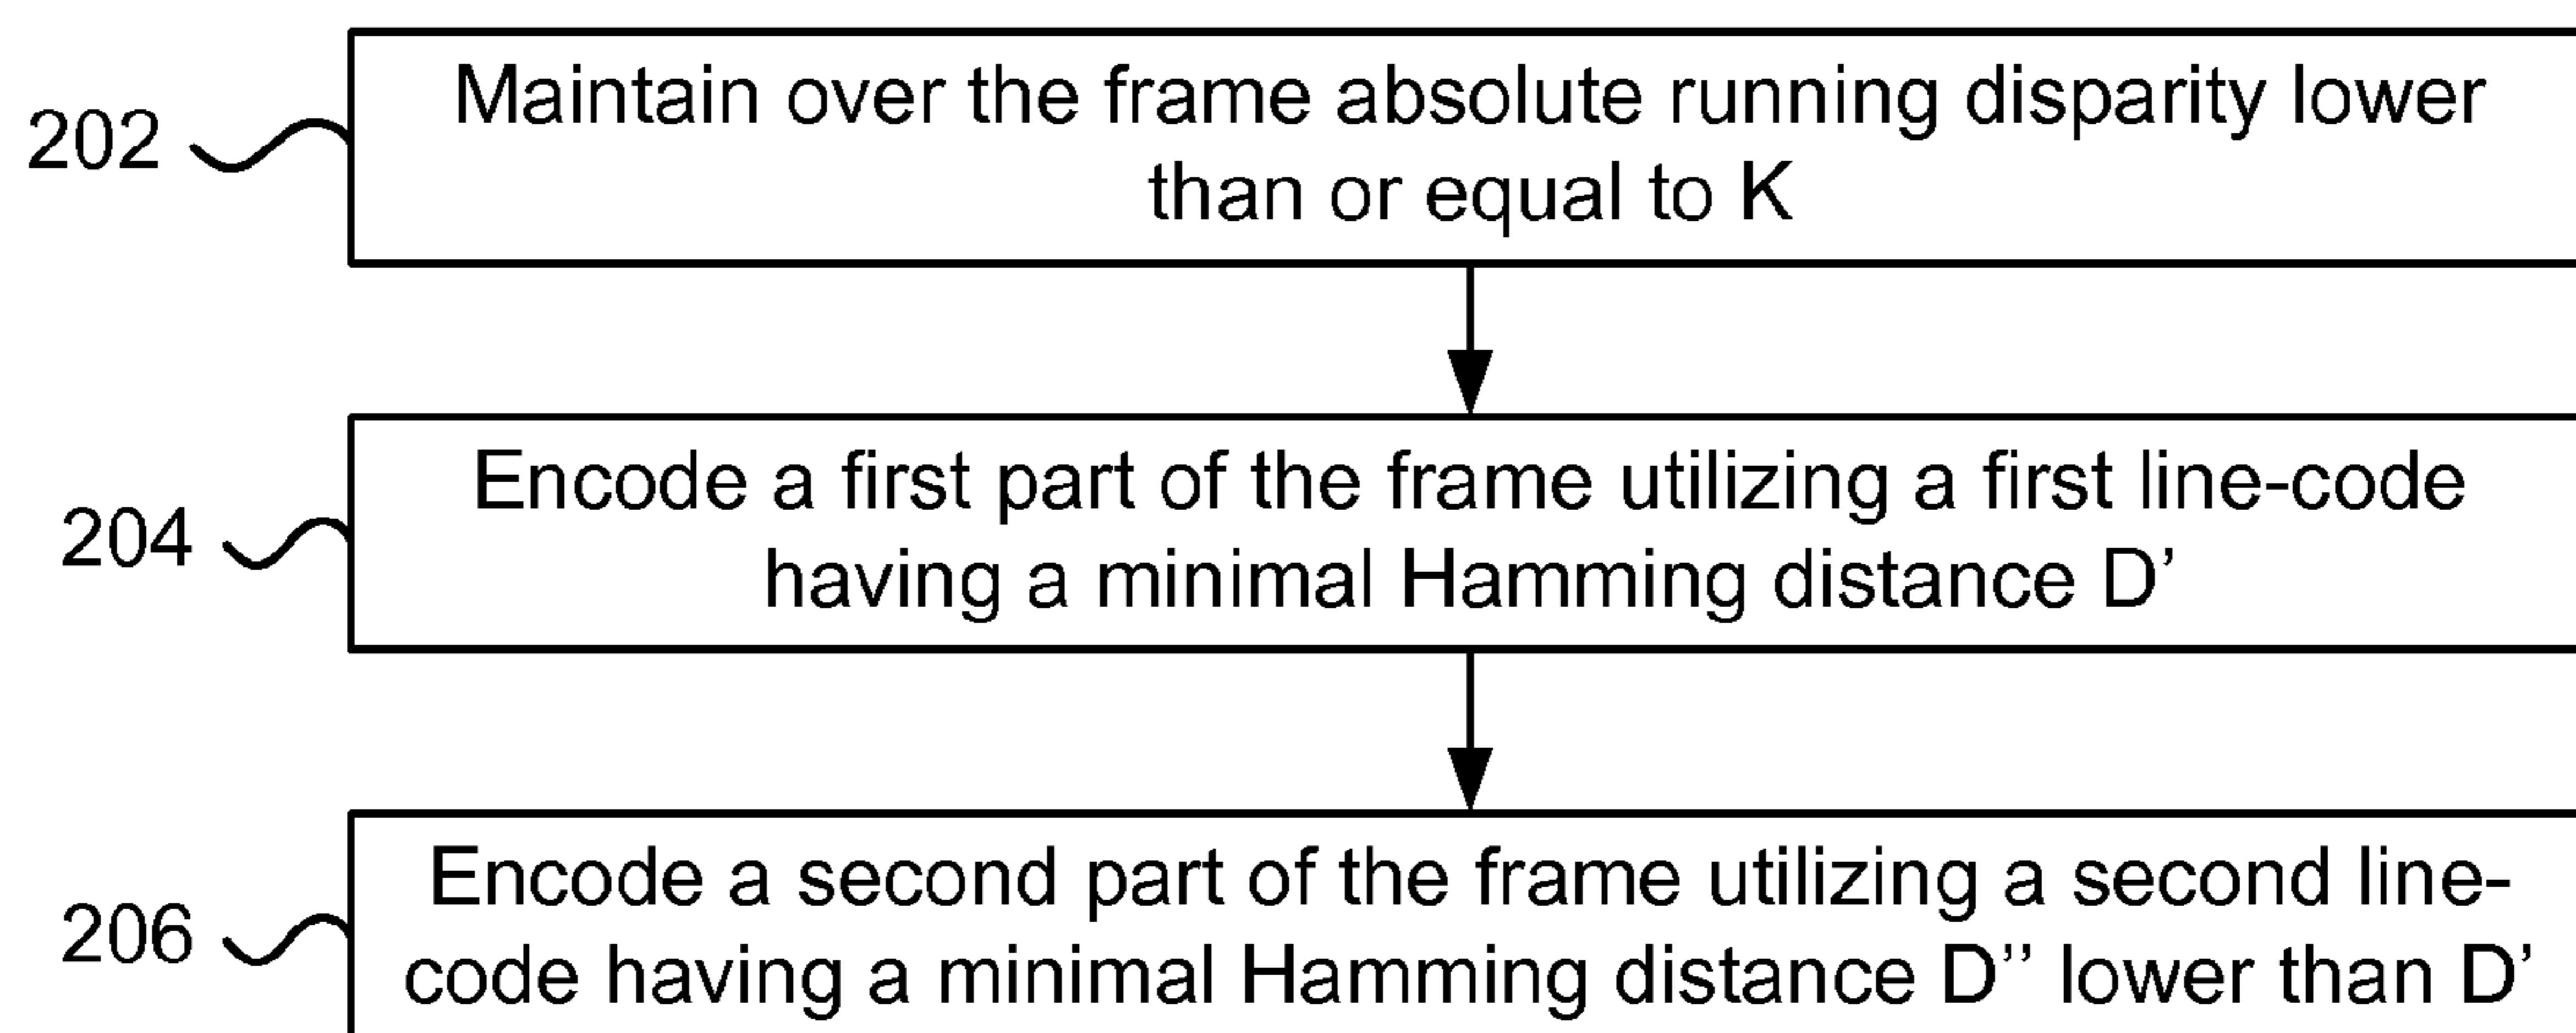 202
Maintain over the frame absolute running disparity lower
than or equal to K
204
Encode a first part of the frame utilizing a first line-code
having a minimal Hamming distance D’
206
Encode a second part of the frame utilizing a second line-
code having a minimal Hamming distance D’’ lower than D’